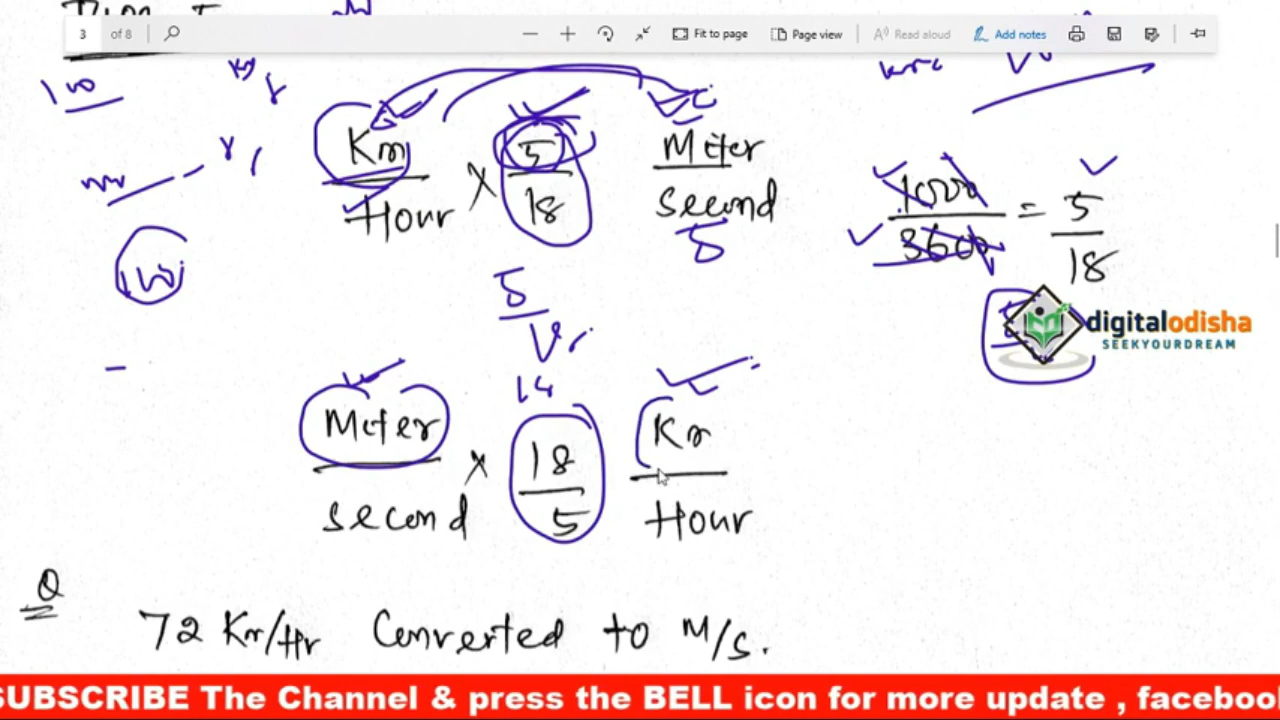 3 of 8 Fit to page Page view Read aloud Add notes
Km × 5 Meter
Hour 18 Second
5
1000 = 5
3600 18
digitalodisha
SEEKYOURDREAM
5
Meter × 18 Km
Second 5 Hour
Q
72 Km/Hr Converted to M/S.
SUBSCRIBE The Channel & press the BELL icon for more update , faceboo